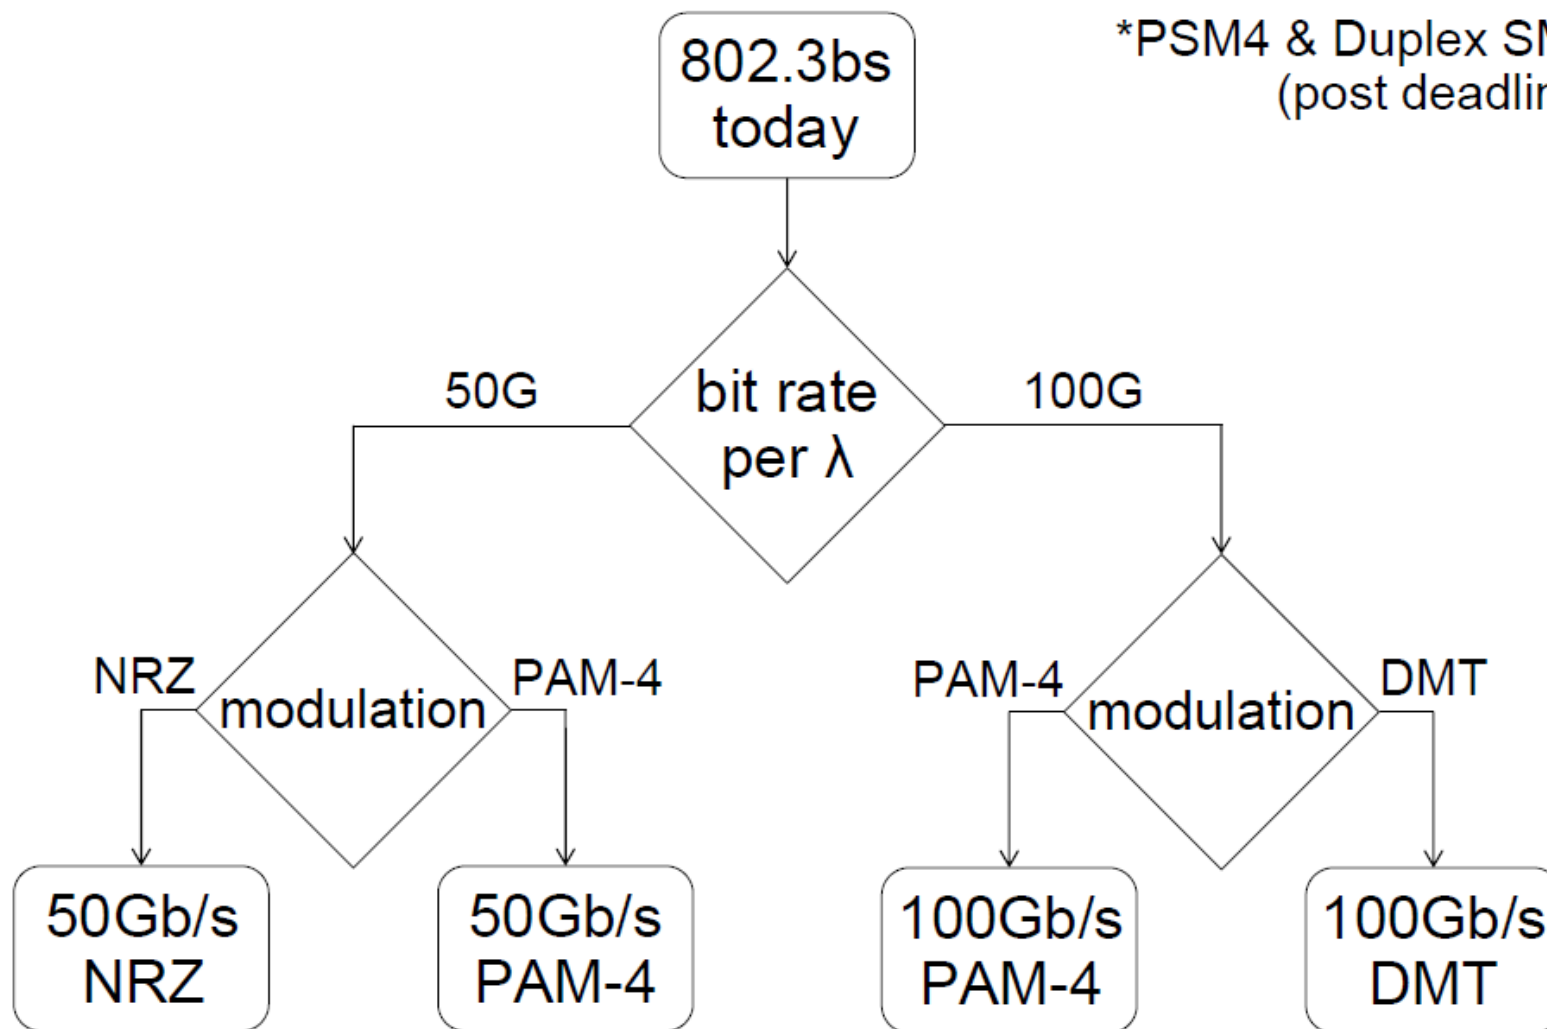 802.3bs
today
*PSM4 & Duplex
(post
50G
bit rate
per λ
100G
NRZ
modulation
PAM-4
PAM-4
modulation
DMT
50Gb/s
NRZ
50Gb/s
PAM-4
100Gb/s
PAM-4
100Gb/s
DMT